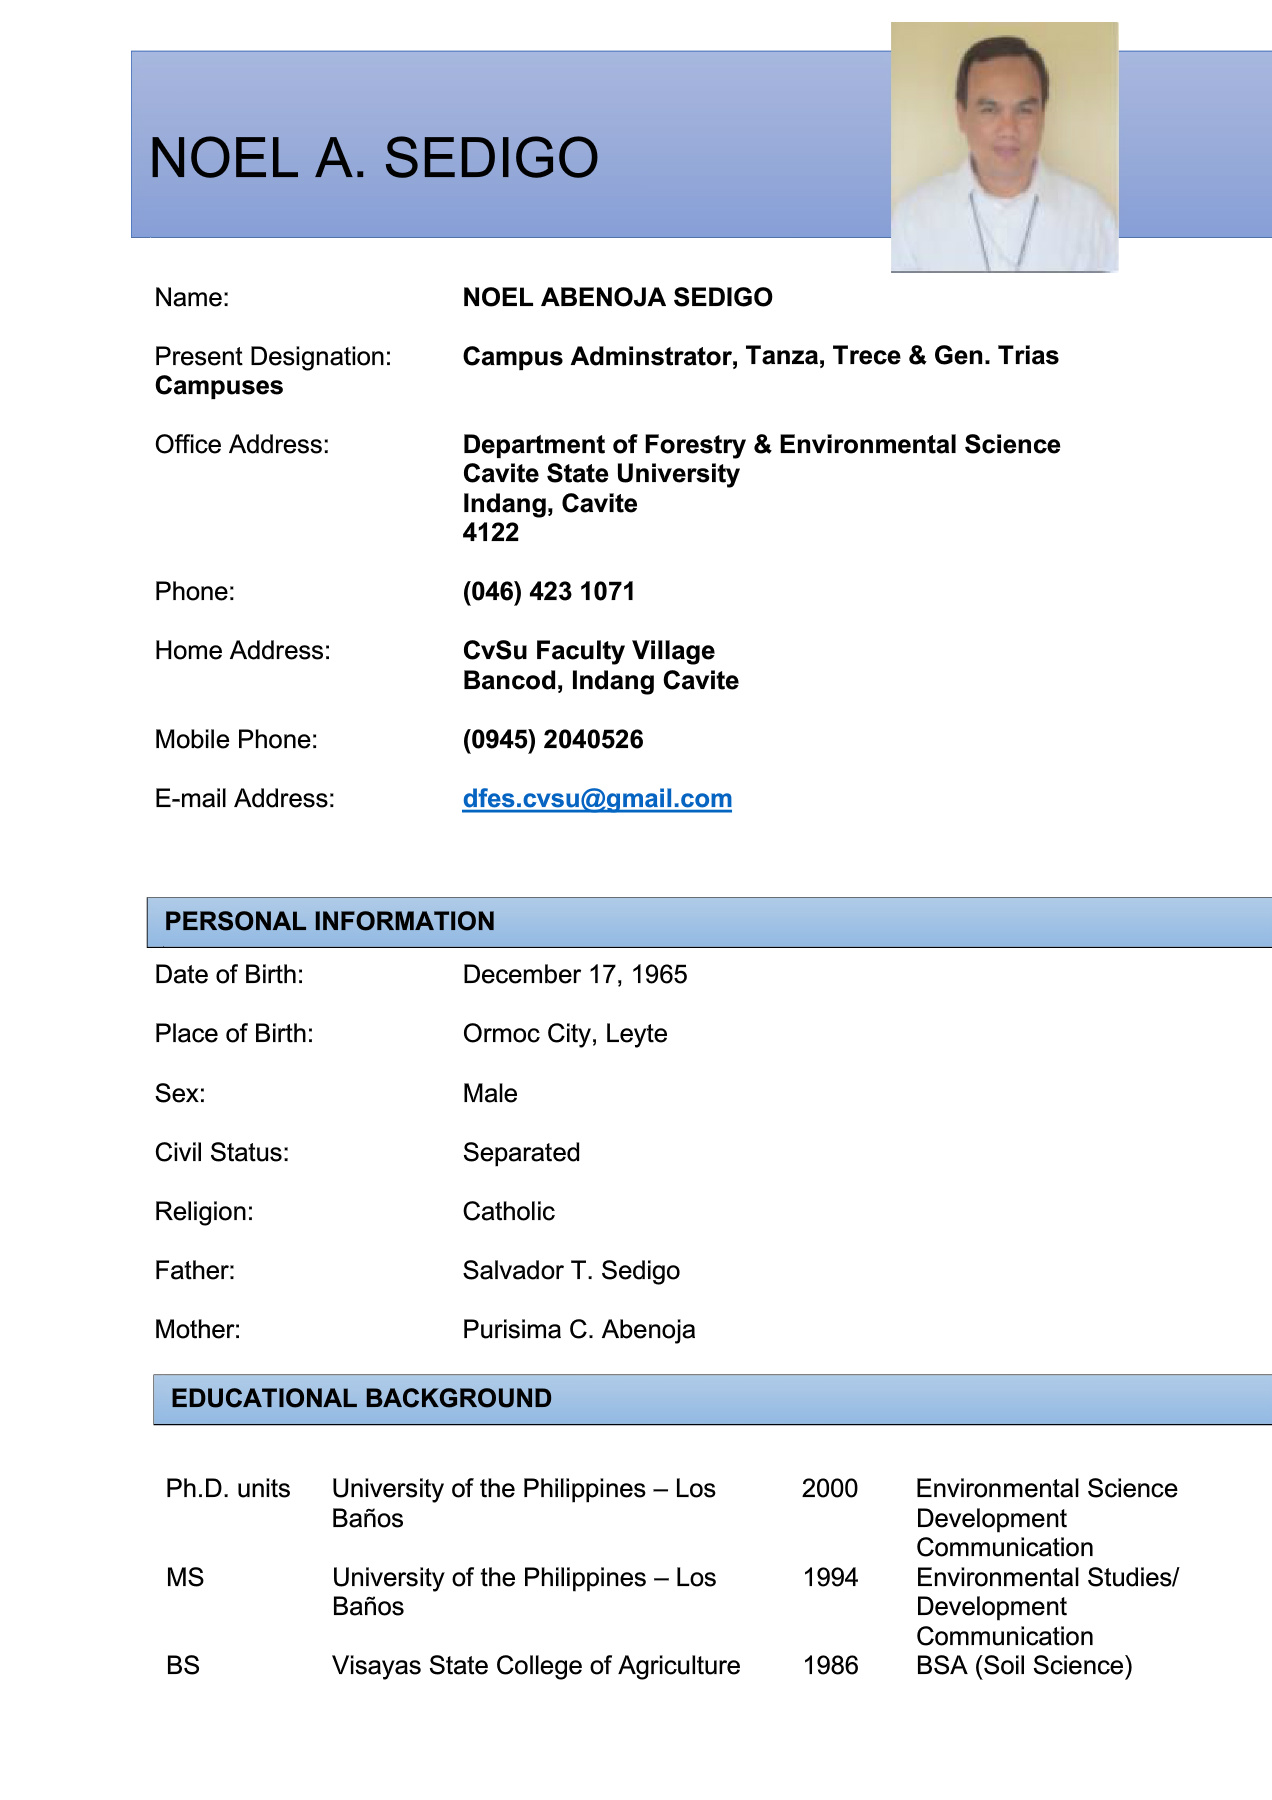 NOEL A. SEDIGO
Name: NOEL ABENOJA SEDIGO
Present Designation: Campus Adminstrator, Tanza, Trece & Gen. Trias
Campuses
Office Address: Department of Forestry & Environmental Science
Cavite State University
Indang, Cavite
4122
Phone: (046) 423 1071
Home Address: CvSu Faculty Village
Bancod, Indang Cavite
Mobile Phone: (0945) 2040526
E-mail Address: dfes.cvsu@gmail.com
PERSONAL INFORMATION
Date of Birth: December 17, 1965
Place of Birth: Ormoc City, Leyte
Sex: Male
Civil Status: Separated
Religion: Catholic
Father: Salvador T. Sedigo
Mother: Purisima C. Abenoja
EDUCATIONAL BACKGROUND
Ph.D. units University of the Philippines – Los 2000 Environmental Science
Baños Development
Communication
MS University of the Philippines – Los 1994 Environmental Studies/
Baños Development
Communication
BS Visayas State College of Agriculture 1986 BSA (Soil Science)